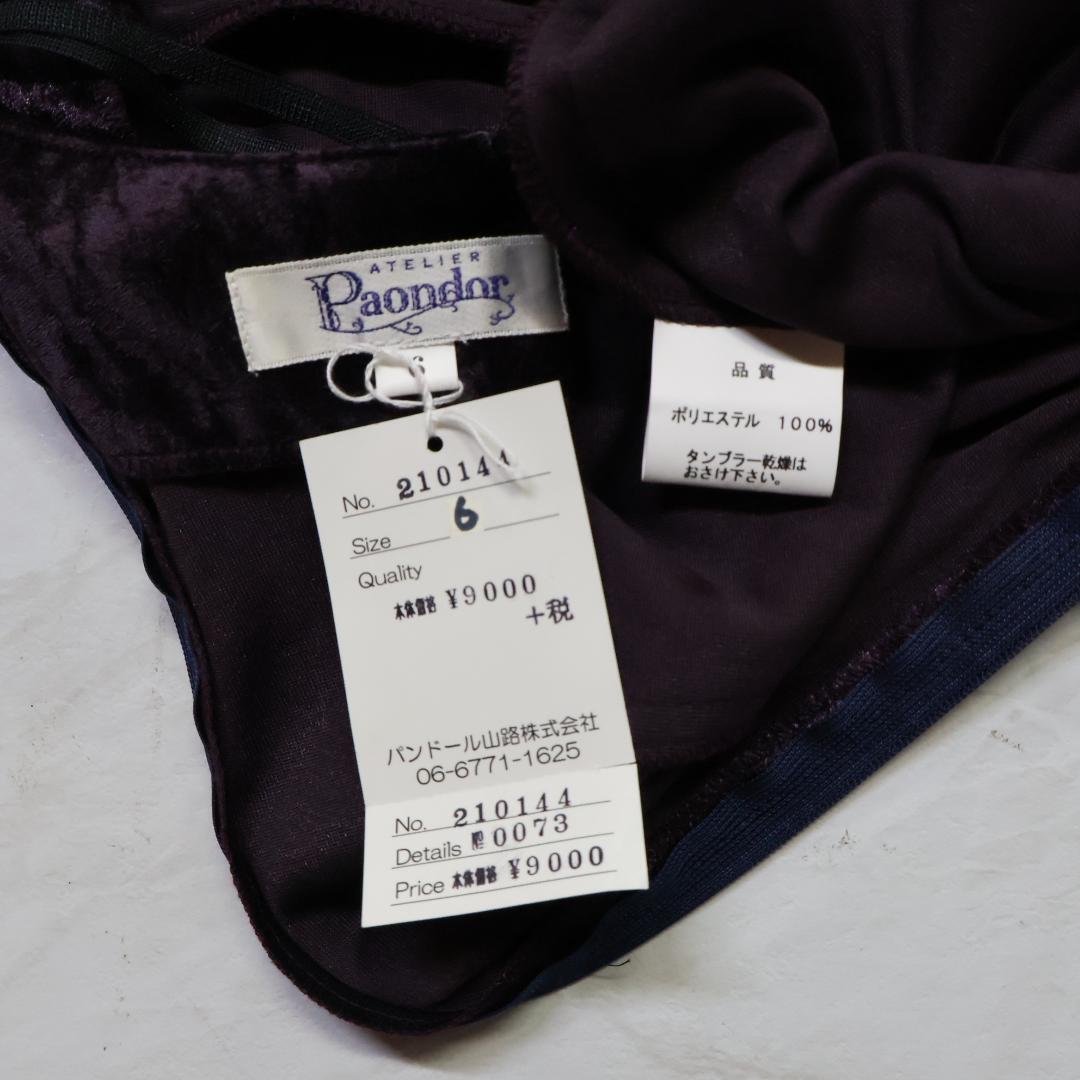 ATELIER
Paondor
6
No. 210144
Size 6
Quality
本体価格 ¥9000
+税
パンドール山路株式会社
06-6771-1625
No. 210144
Details 0073
Price 本体価格 ¥9000
品質
ポリエステル 100%
タンブラー乾燥は
おさけ下さい。